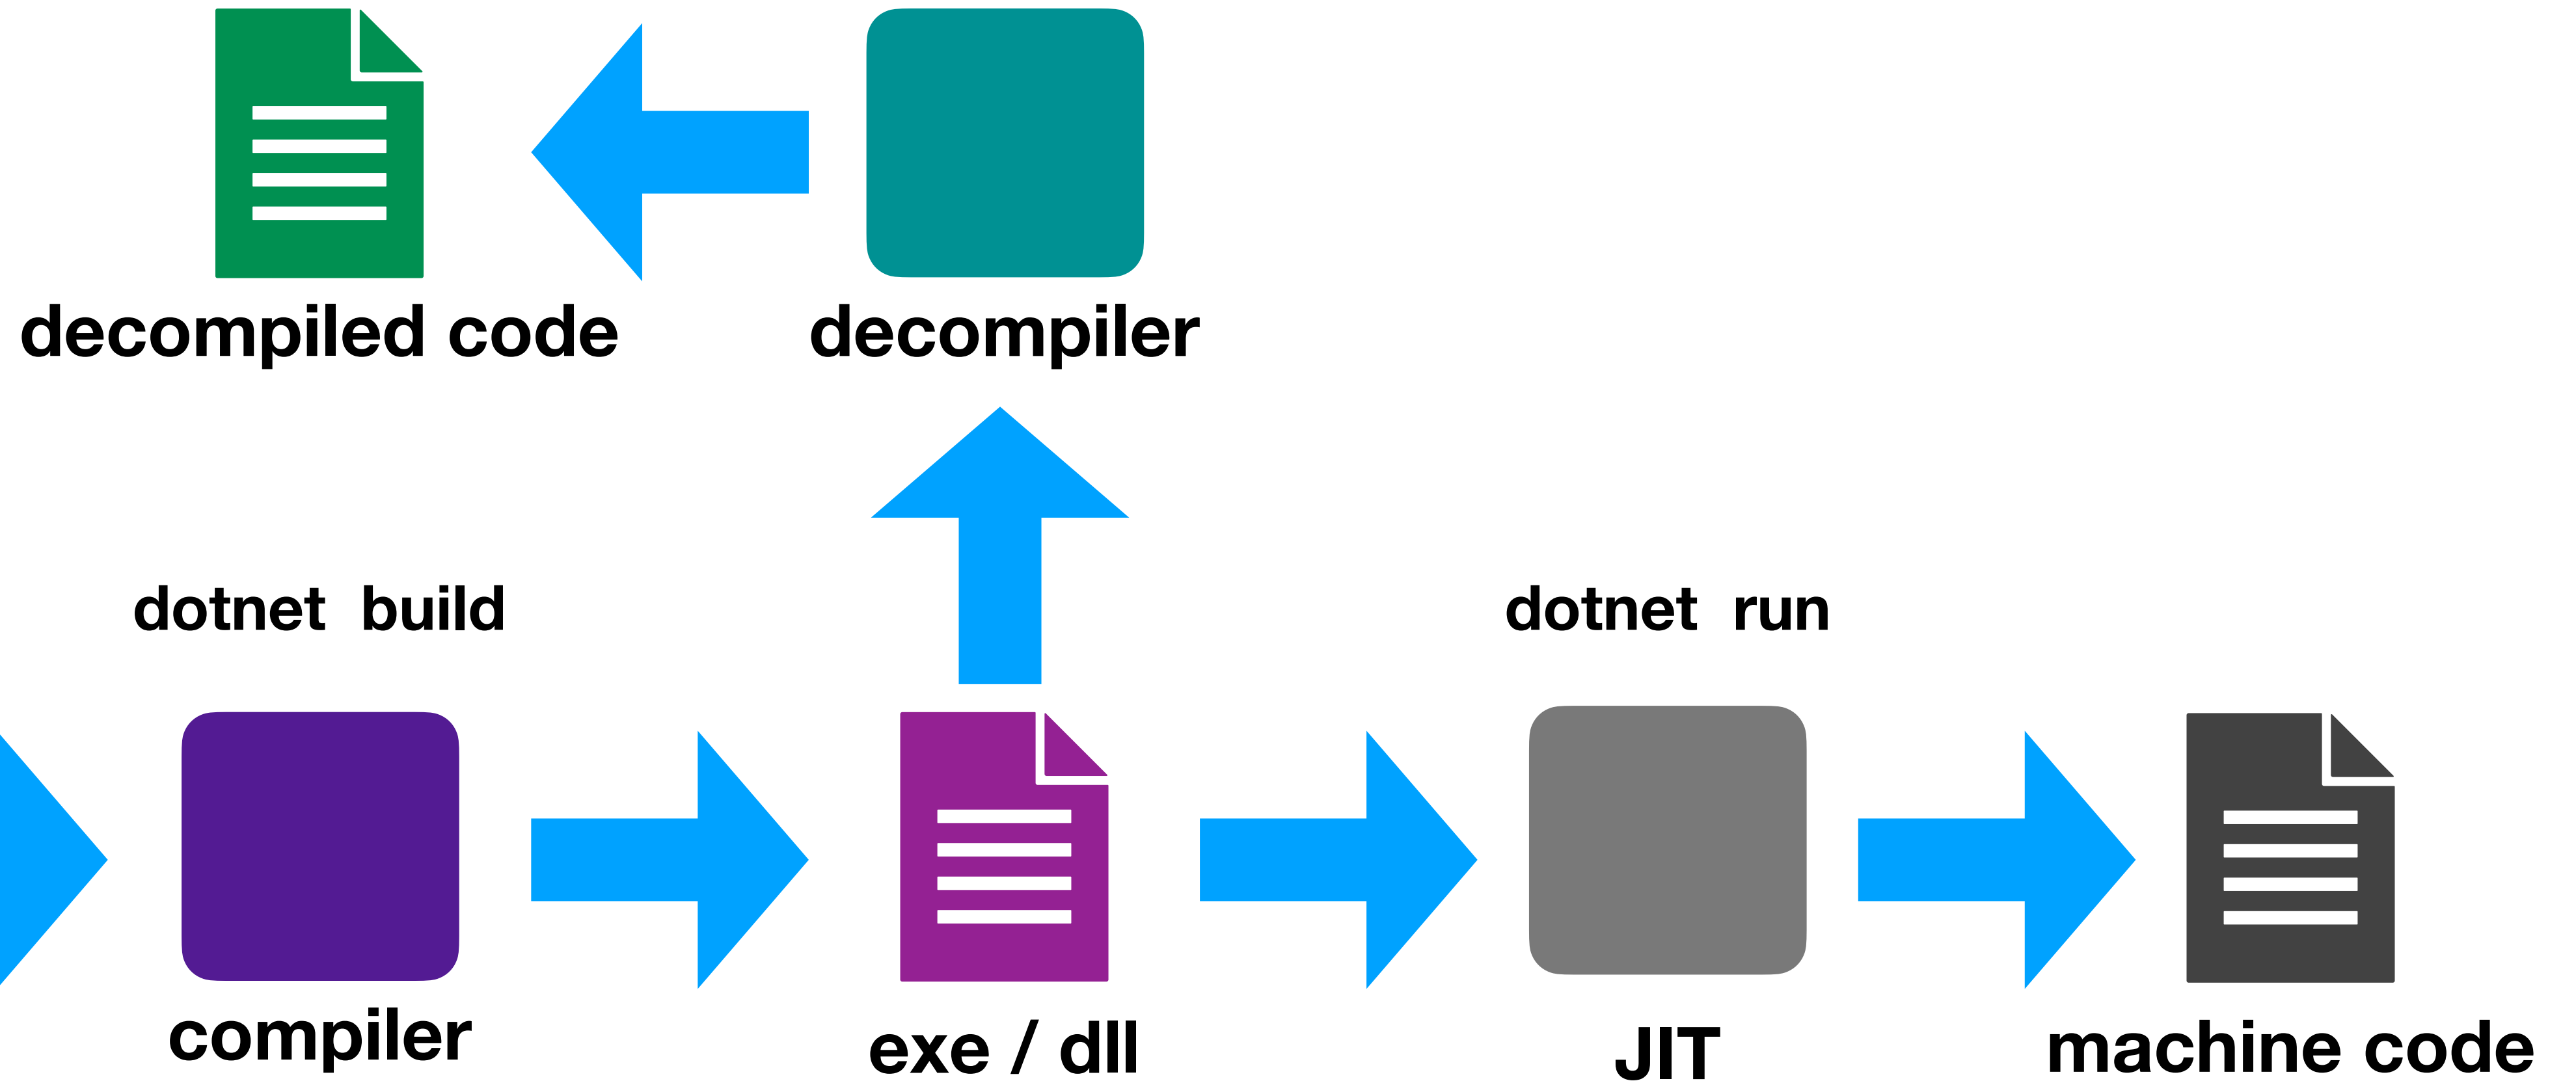 decompiled code
decompiler
dotnet build
dotnet run
compiler
exe / dll
JIT
machine code